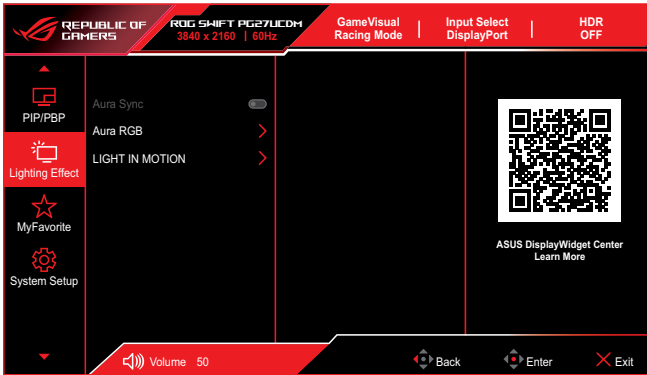 REPUBLIC OF
GAMERS
ROG SWIFT PG27UCDM
3840 x 2160 | 60Hz
GameVisual
Racing Mode
Input Select
DisplayPort
HDR
OFF
PIP/PBP
Lighting Effect
MyFavorite
System Setup
Aura Sync
Aura RGB
LIGHT IN MOTION
ASUS DisplayWidget Center
Learn More
Volume 50
Back
Enter
Exit